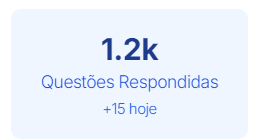 1.2k
Questões Respondidas
+15 hoje